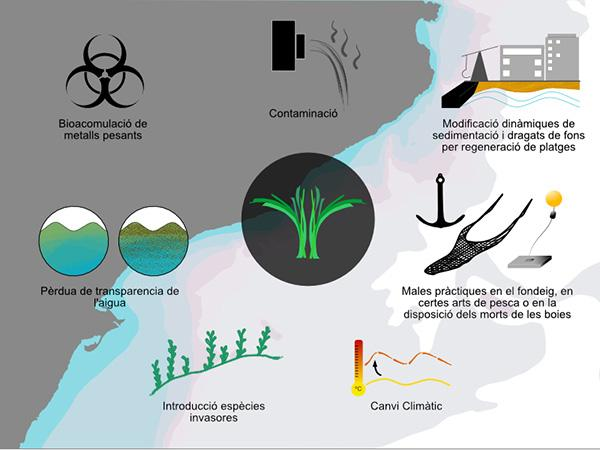 Contaminació
Bioacomulació de
metalls pesants
Modificació dinàmiques de
sedimentació i dragats de fons
per regeneració de platges
Pèrdua de transparencia de
l'aigua
Males pràctiques en el fondeig, en
certes arts de pesca o en la
disposició dels morts de les boies
°C
Introducció espècies
invasores
Canvi Climàtic